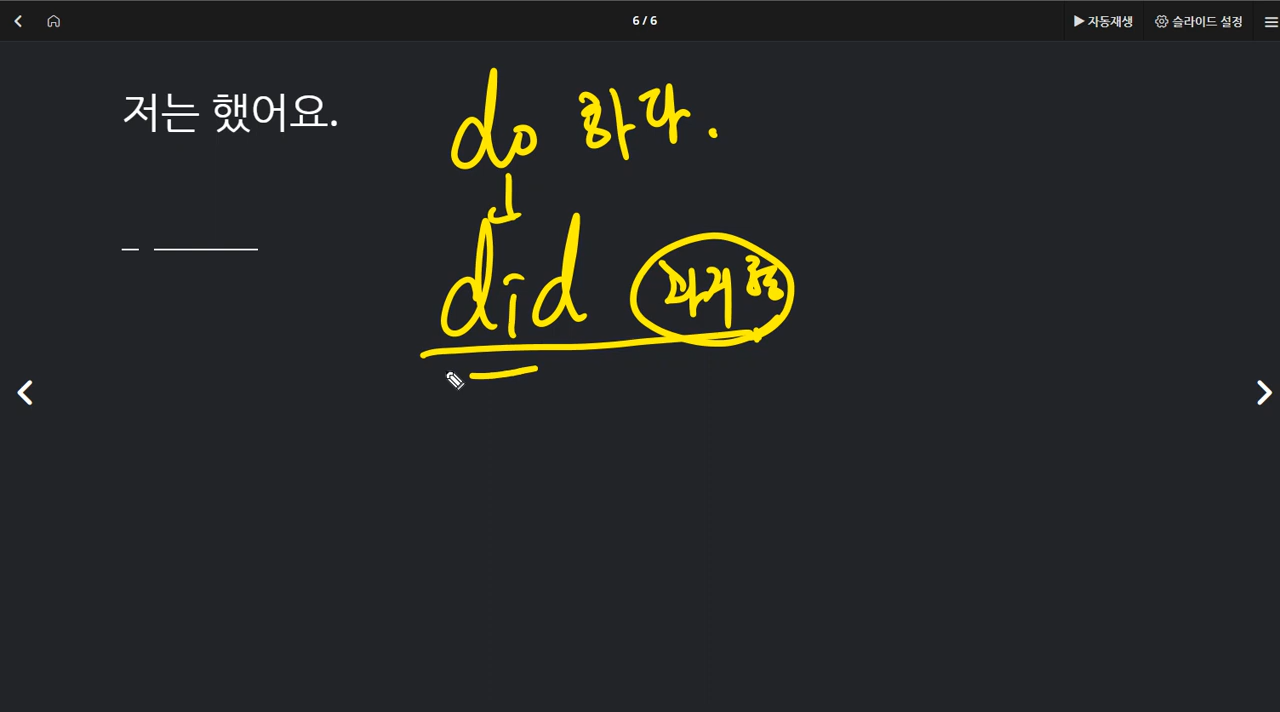 6 / 6
▶ 자동재생
슬라이드 설정
저는 했어요.
do 하다.
did 과거형